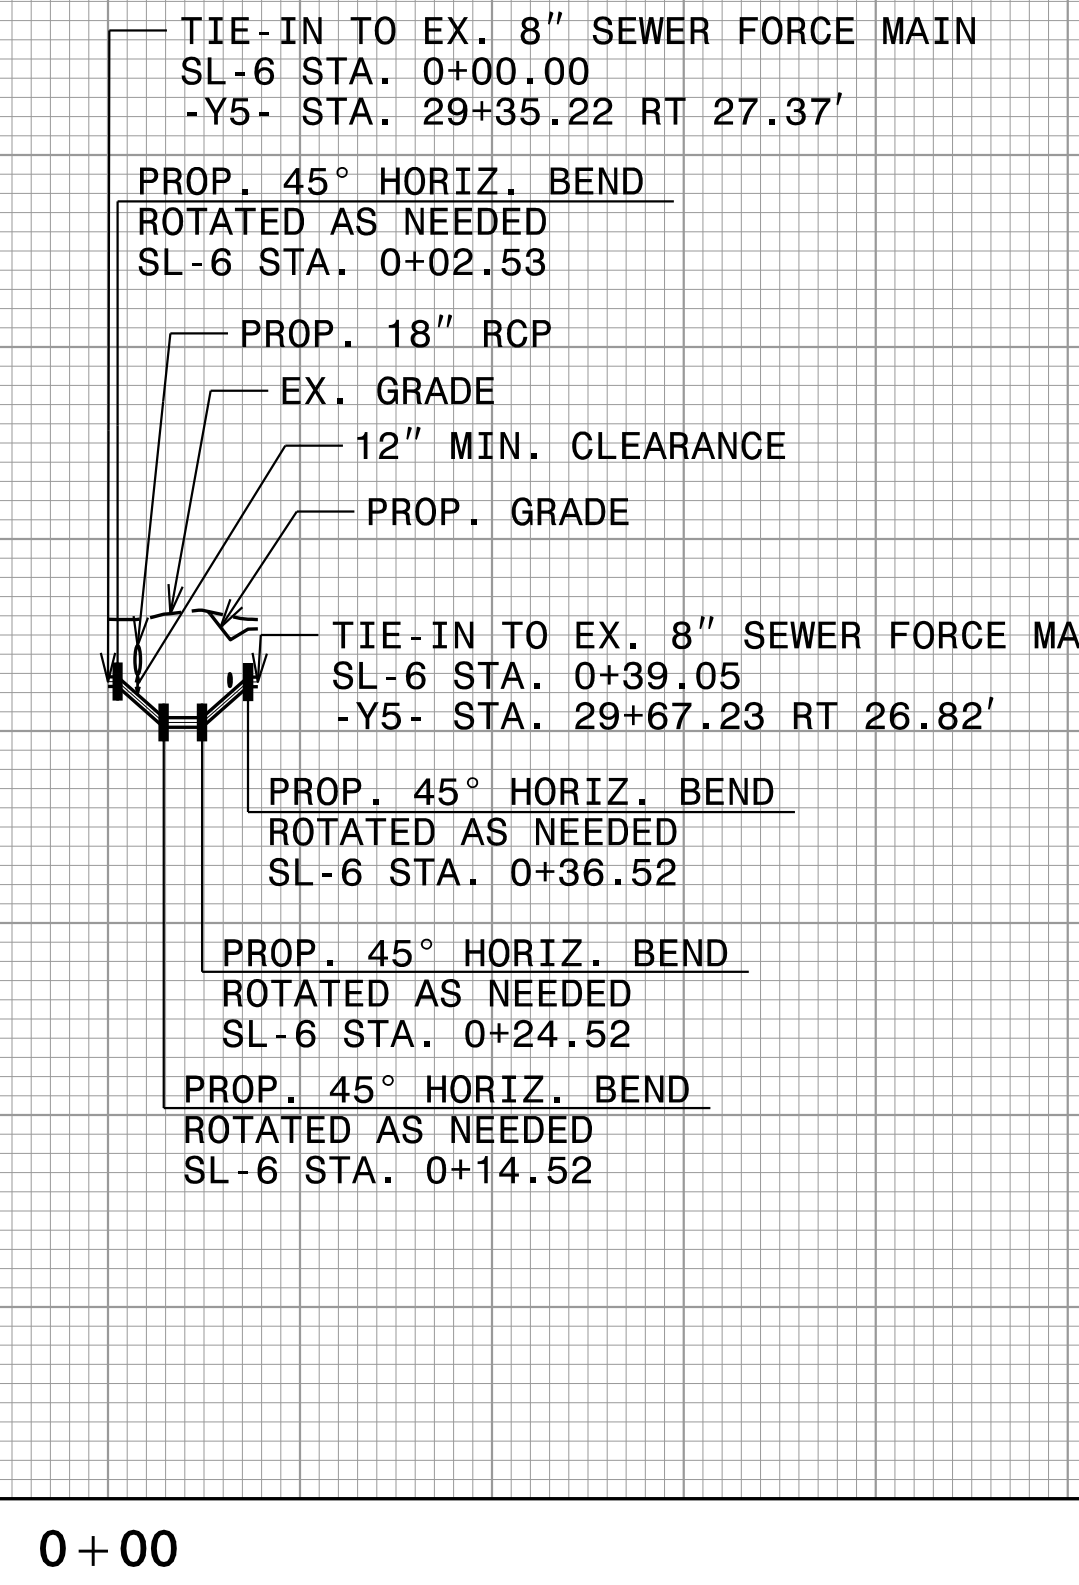 TIE-IN TO EX. 8" SEWER FORCE MAIN
SL-6 STA. 0+00.00
-Y5- STA. 29+35.22 RT 27.37'
PROP. 45° HORIZ. BEND
ROTATED AS NEEDED
SL-6 STA. 0+02.53
PROP. 18" RCP
EX. GRADE
12" MIN. CLEARANCE
PROP. GRADE
TIE-IN TO EX. 8" SEWER FORCE MA
SL-6 STA. 0+39.05
-Y5- STA. 29+67.23 RT 26.82'
PROP. 45° HORIZ. BEND
ROTATED AS NEEDED
SL-6 STA. 0+36.52
PROP. 45° HORIZ. BEND
ROTATED AS NEEDED
SL-6 STA. 0+24.52
PROP. 45° HORIZ. BEND
ROTATED AS NEEDED
SL-6 STA. 0+14.52
0+00